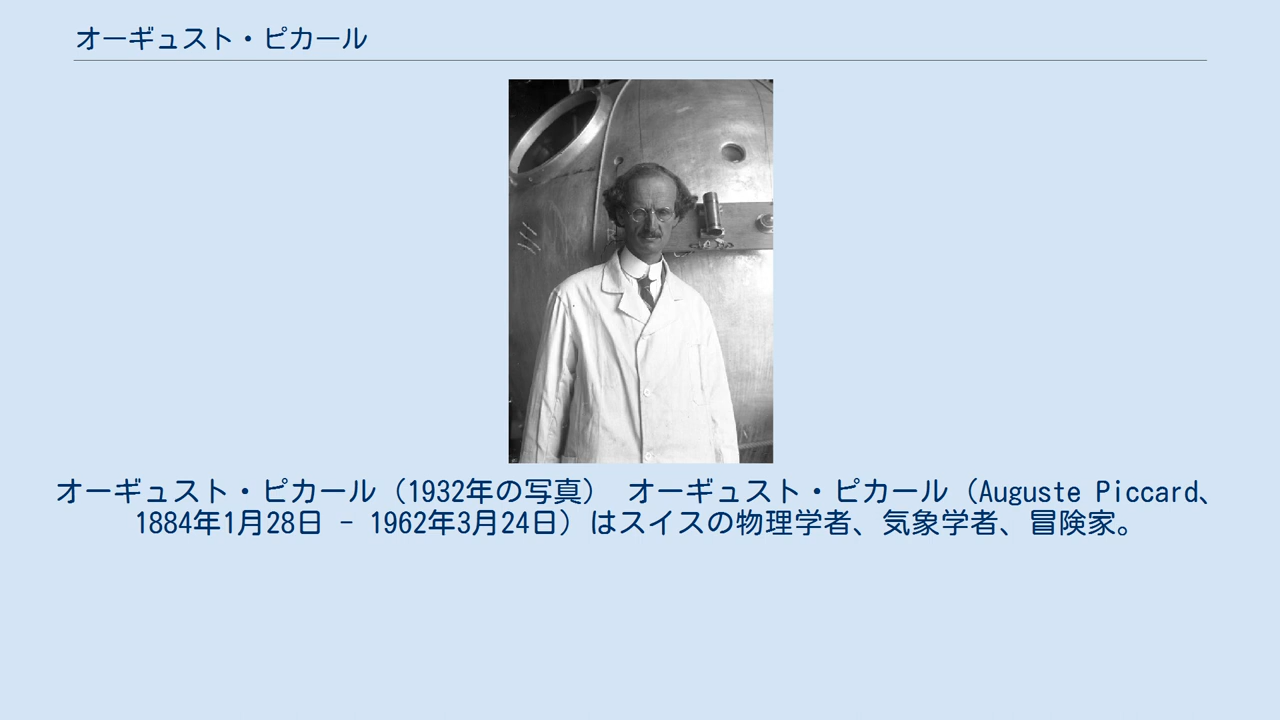 オーギュスト・ピカール
オーギュスト・ピカール（1932年の写真）　オーギュスト・ピカール（Auguste Piccard、
1884年1月28日 - 1962年3月24日）はスイスの物理学者、気象学者、冒険家。